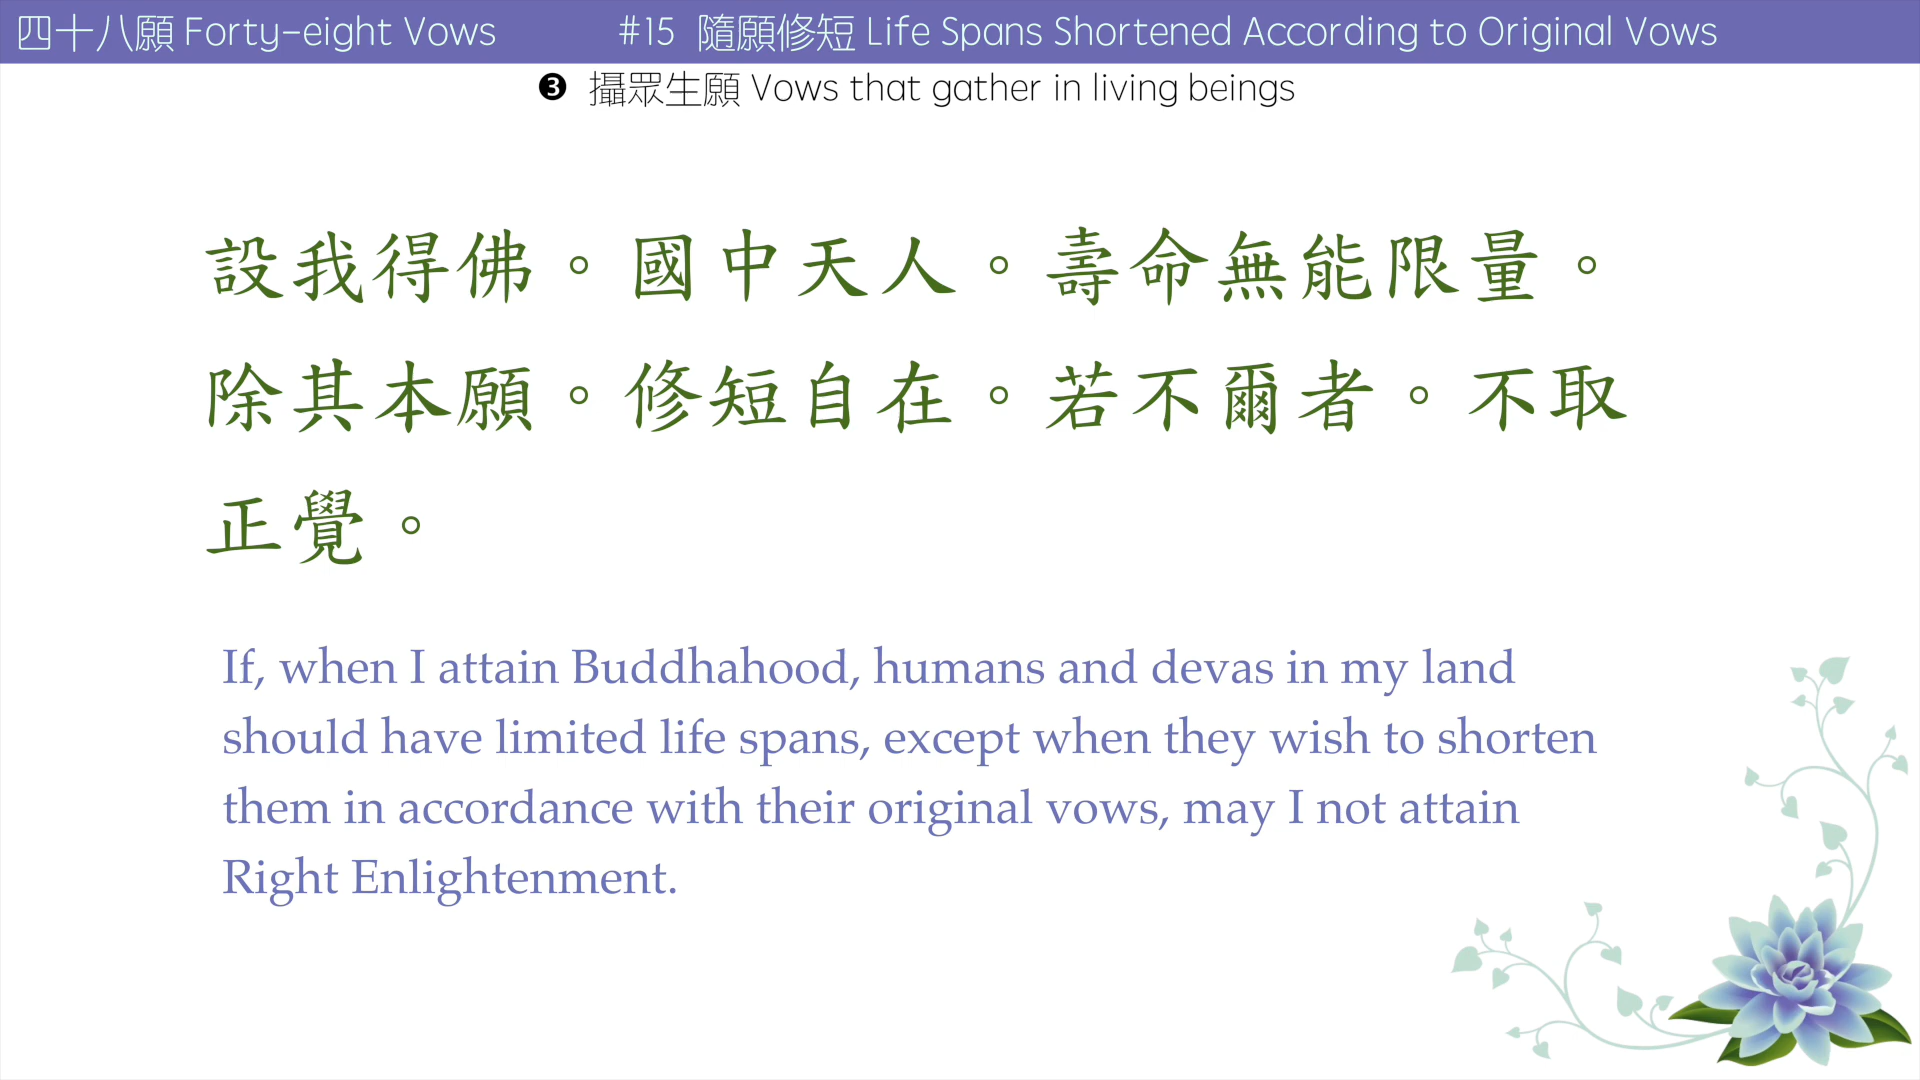 四十八願 Forty-eight Vows #15 隨願修短 Life Spans Shortened According to Original Vows
❸ 攝眾生願 Vows that gather in living beings
設我得佛。國中天人。壽命無能限量。
除其本願。修短自在。若不爾者。不取
正覺。
If, when I attain Buddhahood, humans and devas in my land
should have limited life spans, except when they wish to shorten
them in accordance with their original vows, may I not attain
Right Enlightenment.